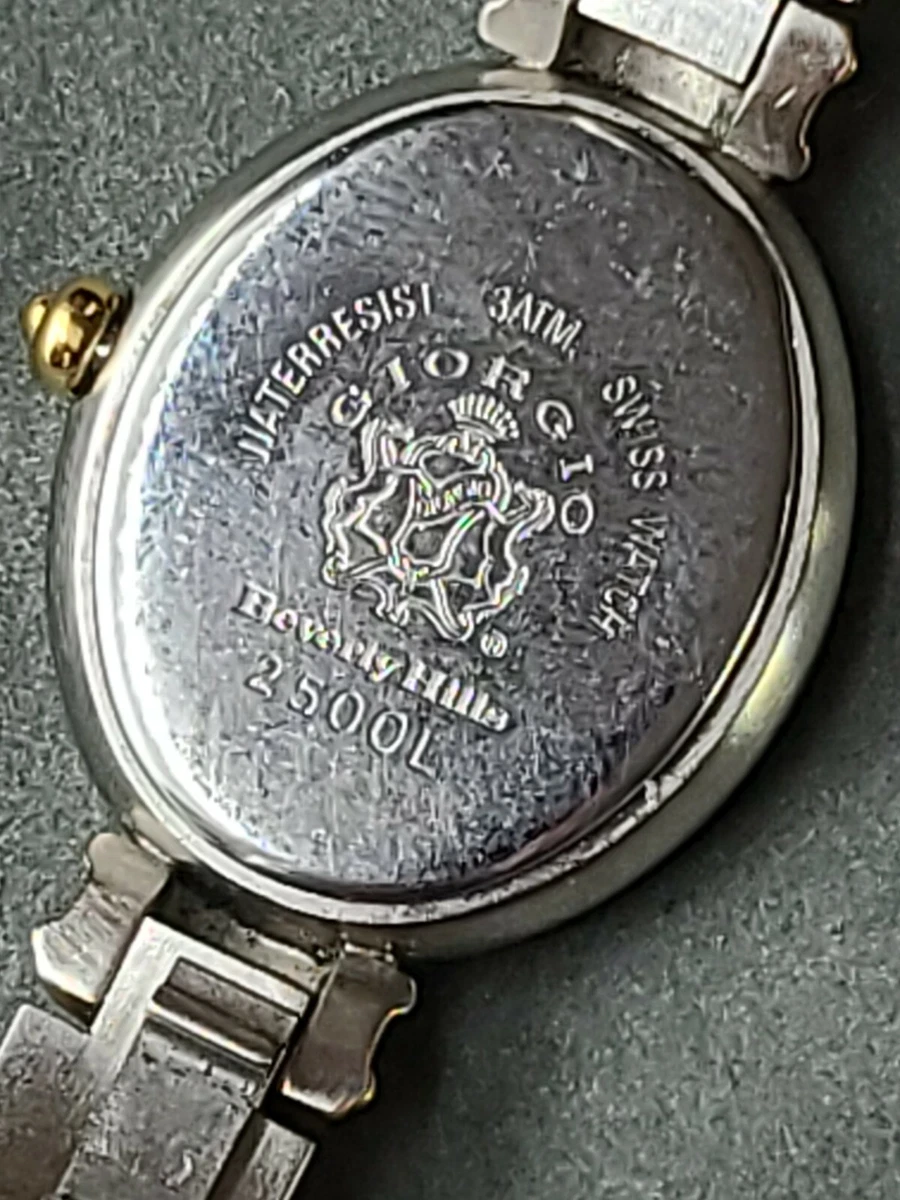 WATERRESIST 3ATM. SWISS WATCH
GIORGIO
®
Beverly Hills
2500L